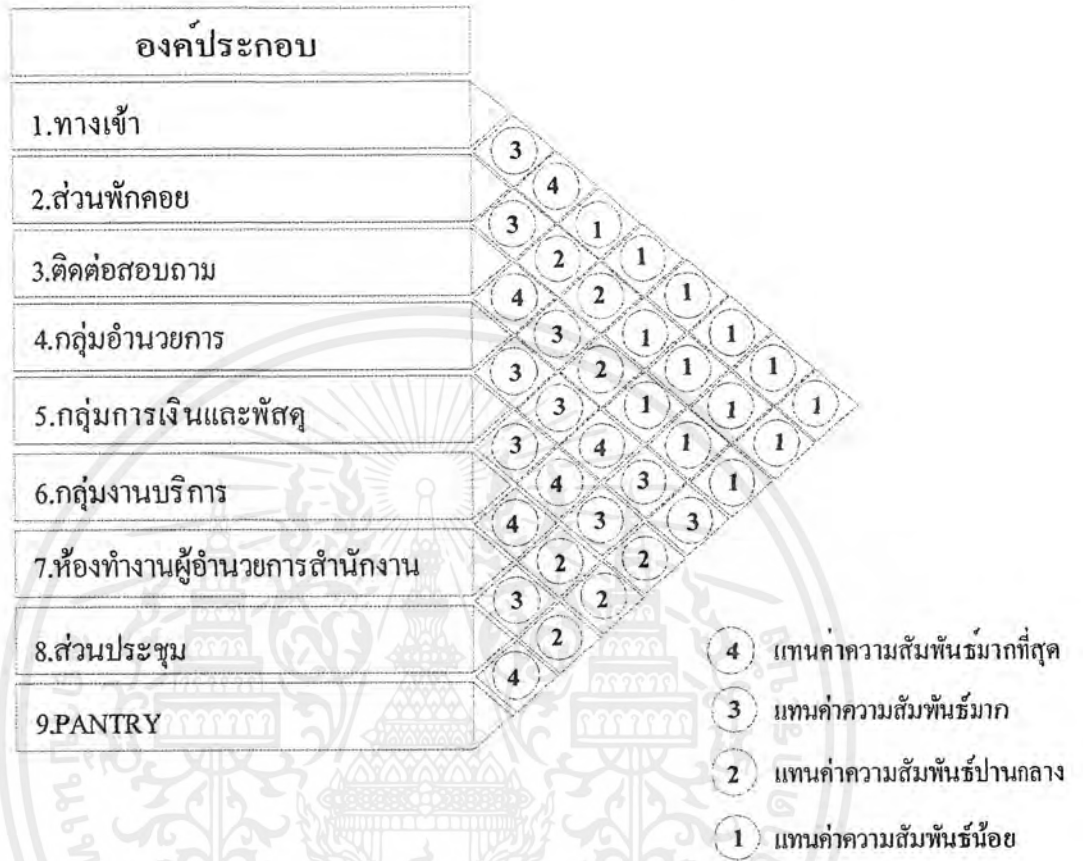 องค์ประกอบ
1.ทางเข้า
2.ส่วนพักคอย
3.ติดต่อสอบถาม
4.กลุ่มอำนวยการ
5.กลุ่มการเงินและพัสดุ
6.กลุ่มงานบริการ
7.ห้องทำงานผู้อำนวยการสำนักงาน
8.ส่วนประชุม
9.PANTRY
3
4
3 1
2 1
4 2 1
3 1 1
3 2 1 1
3 1 1 1
3 4 1 1
4 3 1
4 3 3
2 2
3 2
2
4
4 แทนค่าความสัมพันธ์มากที่สุด
3 แทนค่าความสัมพันธ์มาก
2 แทนค่าความสัมพันธ์ปานกลาง
1 แทนค่าความสัมพันธ์น้อย